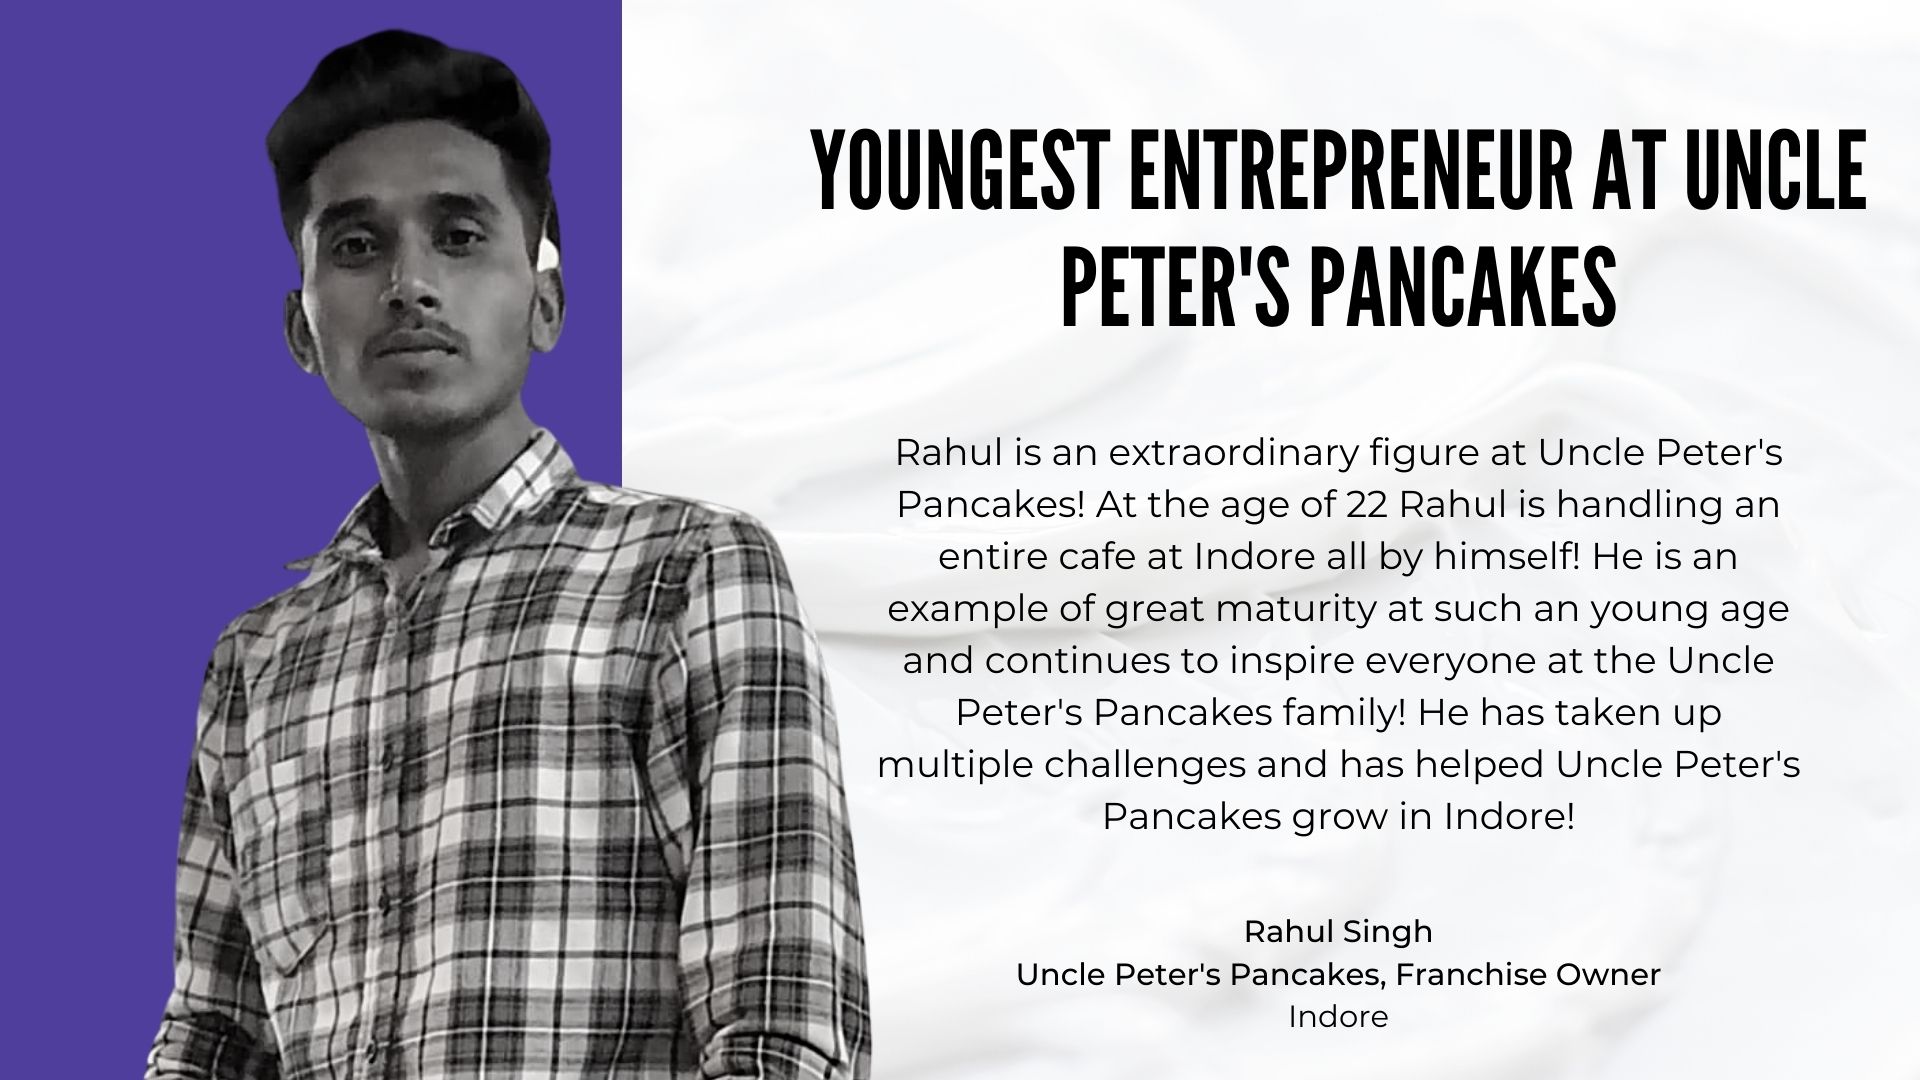 YOUNGEST ENTREPRENEUR AT UNCLE
PETER'S PANCAKES
Rahul is an extraordinary figure at Uncle Peter's
Pancakes! At the age of 22 Rahul is handling an
entire cafe at Indore all by himself! He is an
example of great maturity at such an young age
and continues to inspire everyone at the Uncle
Peter's Pancakes family! He has taken up
multiple challenges and has helped Uncle Peter's
Pancakes grow in Indore!
Rahul Singh
Uncle Peter's Pancakes, Franchise Owner
Indore